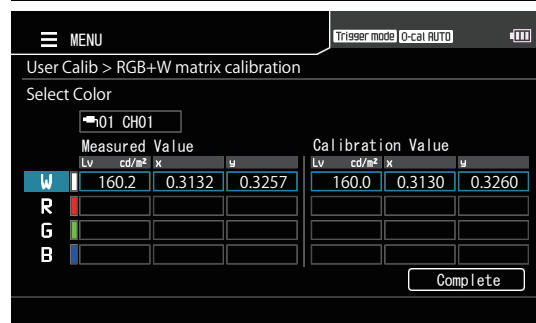 MENU
Trigger mode 0-cal AUTO
User Calib > RGB+W matrix calibration
Select Color
01 CH01
Measured Value Calibration Value
Lv cd/m² x y Lv cd/m² x y
W 160.2 0.3132 0.3257 160.0 0.3130 0.3260
R
G
B
Complete